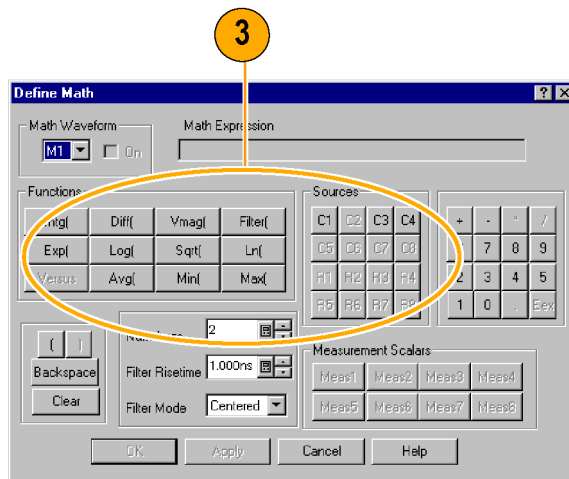 3
Define Math
Math Waveform
Math Expression
M1
On
Functions
Intg(
Diff(
Vmag(
Filter(
Exp(
Log(
Sqrt(
Ln(
Versus
Avg(
Min(
Max(
Sources
C1 C2 C3 C4
C5 C6 C7 C8
R1 R2 R3 R4
R5 R6 R7 R8
+ - * /
7 8 9
2 3 4 5
1 0 . Eex
( )
Backspace
Clear
2
Filter Risetime 1.000ns
Filter Mode Centered
Measurement Scalars
Meas1 Meas2 Meas3 Meas4
Meas5 Meas6 Meas7 Meas8
OK Apply Cancel Help